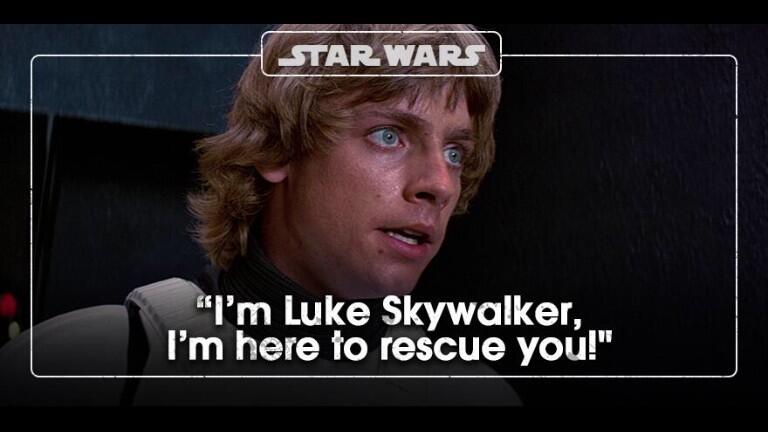 STAR WARS
“I’m Luke Skywalker,
I’m here to rescue you!"